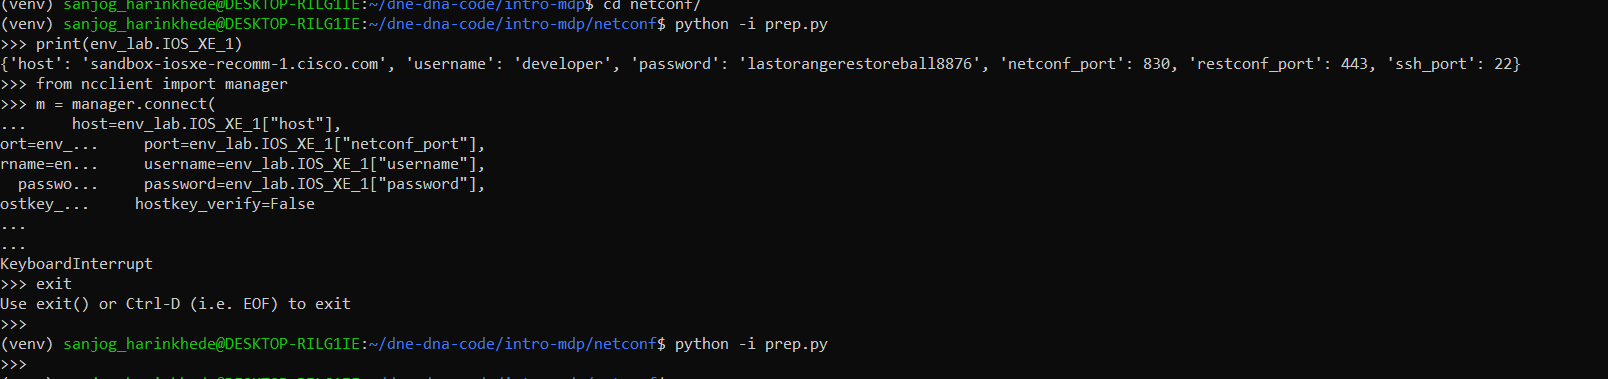 (venv) sanjog_harinkhede@DESKTOP-RILG1IE:~/dne-dna-code/intro-mdp$ cd netconf/
(venv) sanjog_harinkhede@DESKTOP-RILG1IE:~/dne-dna-code/intro-mdp/netconf$ python -i prep.py
>>> print(env_lab.IOS_XE_1)
{'host': 'sandbox-iosxe-recomm-1.cisco.com', 'username': 'developer', 'password': 'lastorangerestoreball8876', 'netconf_port': 830, 'restconf_port': 443, 'ssh_port': 22}
>>> from ncclient import manager
>>> m = manager.connect(
...     host=env_lab.IOS_XE_1["host"],
ort=env_...     port=env_lab.IOS_XE_1["netconf_port"],
rname=en...     username=env_lab.IOS_XE_1["username"],
  passwo...     password=env_lab.IOS_XE_1["password"],
ostkey_...     hostkey_verify=False
...
...
KeyboardInterrupt
>>> exit
Use exit() or Ctrl-D (i.e. EOF) to exit
>>>
(venv) sanjog_harinkhede@DESKTOP-RILG1IE:~/dne-dna-code/intro-mdp/netconf$ python -i prep.py
>>>